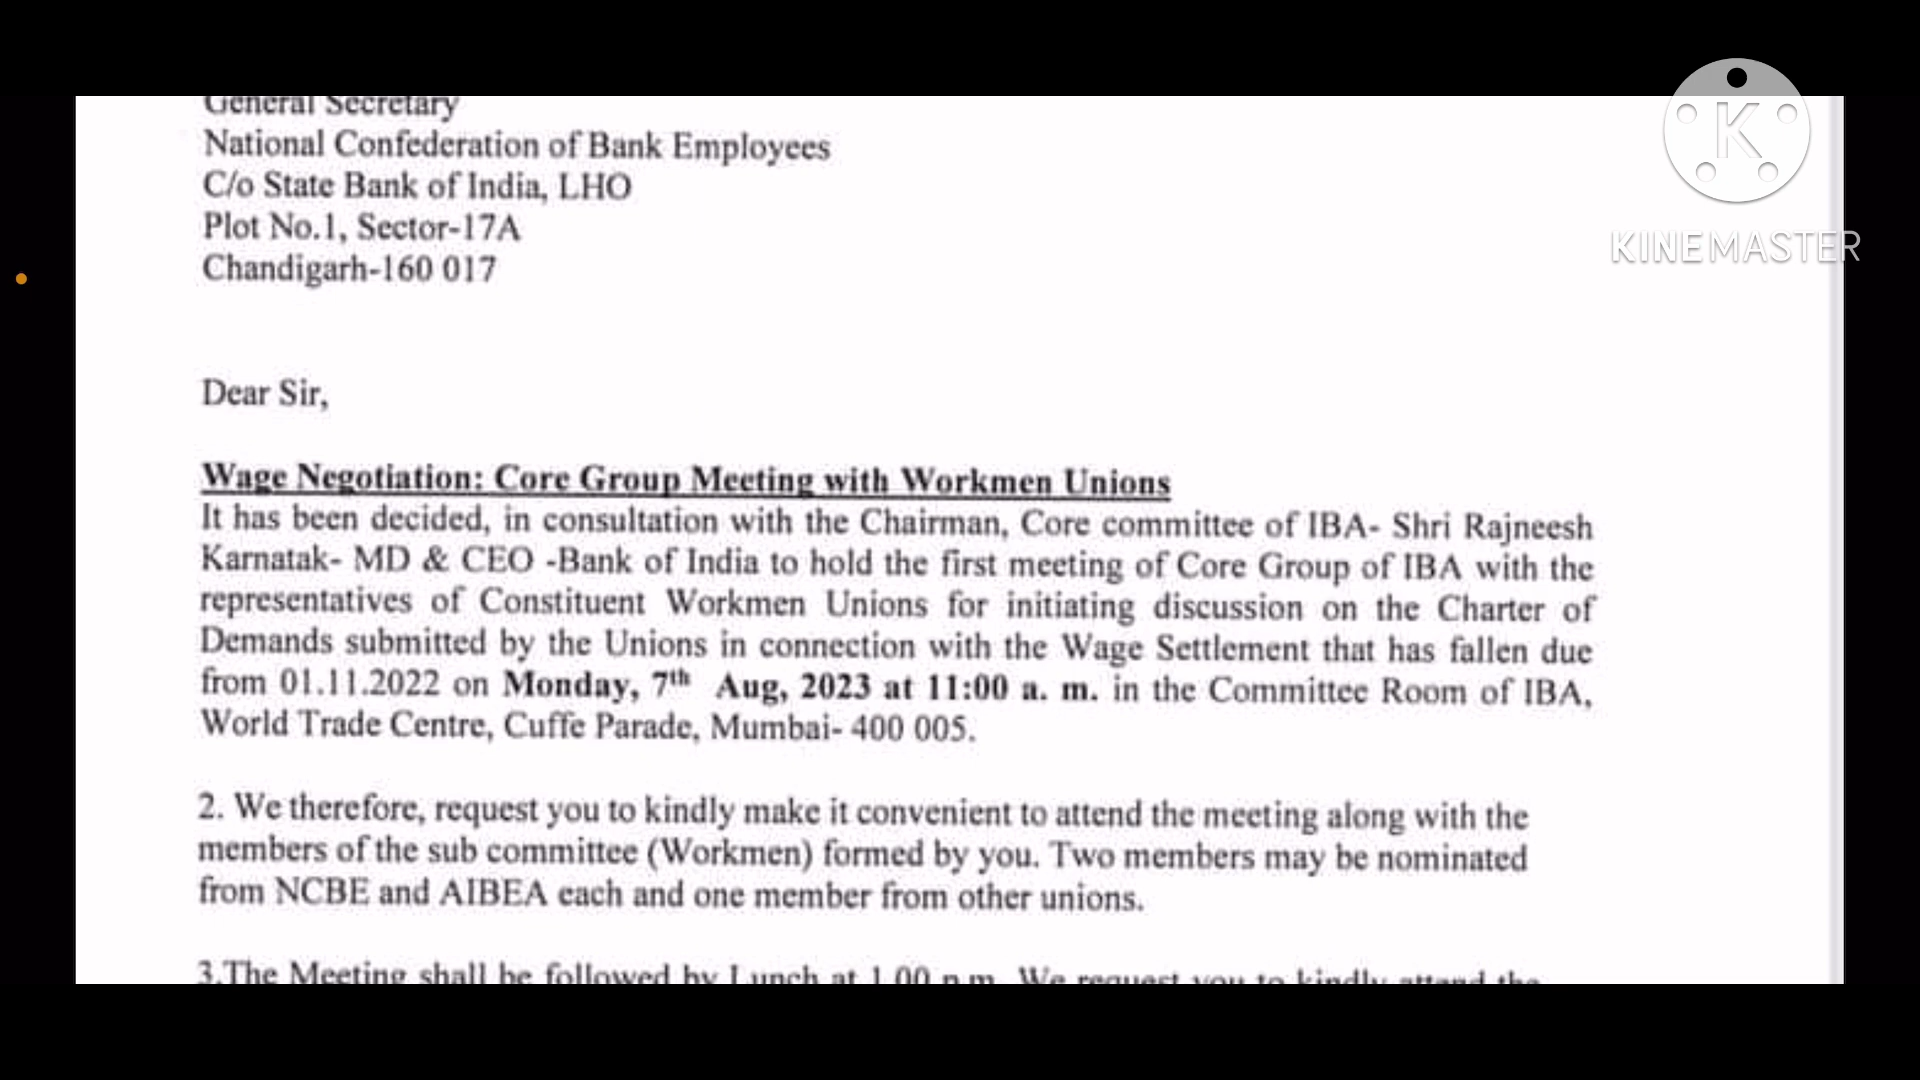 General Secretary
National Confederation of Bank Employees
C/o State Bank of India, LHO
Plot No.1, Sector-17A
Chandigarh-160 017
K
KINEMASTER
Dear Sir,
Wage Negotiation: Core Group Meeting with Workmen Unions
It has been decided, in consultation with the Chairman, Core committee of IBA- Shri Rajneesh
Karnatak- MD & CEO -Bank of India to hold the first meeting of Core Group of IBA with the
representatives of Constituent Workmen Unions for initiating discussion on the Charter of
Demands submitted by the Unions in connection with the Wage Settlement that has fallen due
from 01.11.2022 on Monday, 7th Aug, 2023 at 11:00 a. m. in the Committee Room of IBA,
World Trade Centre, Cuffe Parade, Mumbai- 400 005.
2. We therefore, request you to kindly make it convenient to attend the meeting along with the
members of the sub committee (Workmen) formed by you. Two members may be nominated
from NCBE and AIBEA each and one member from other unions.
3.The Meeting shall be followed by Lunch at 1.00 p.m. We request you to kindly attend the